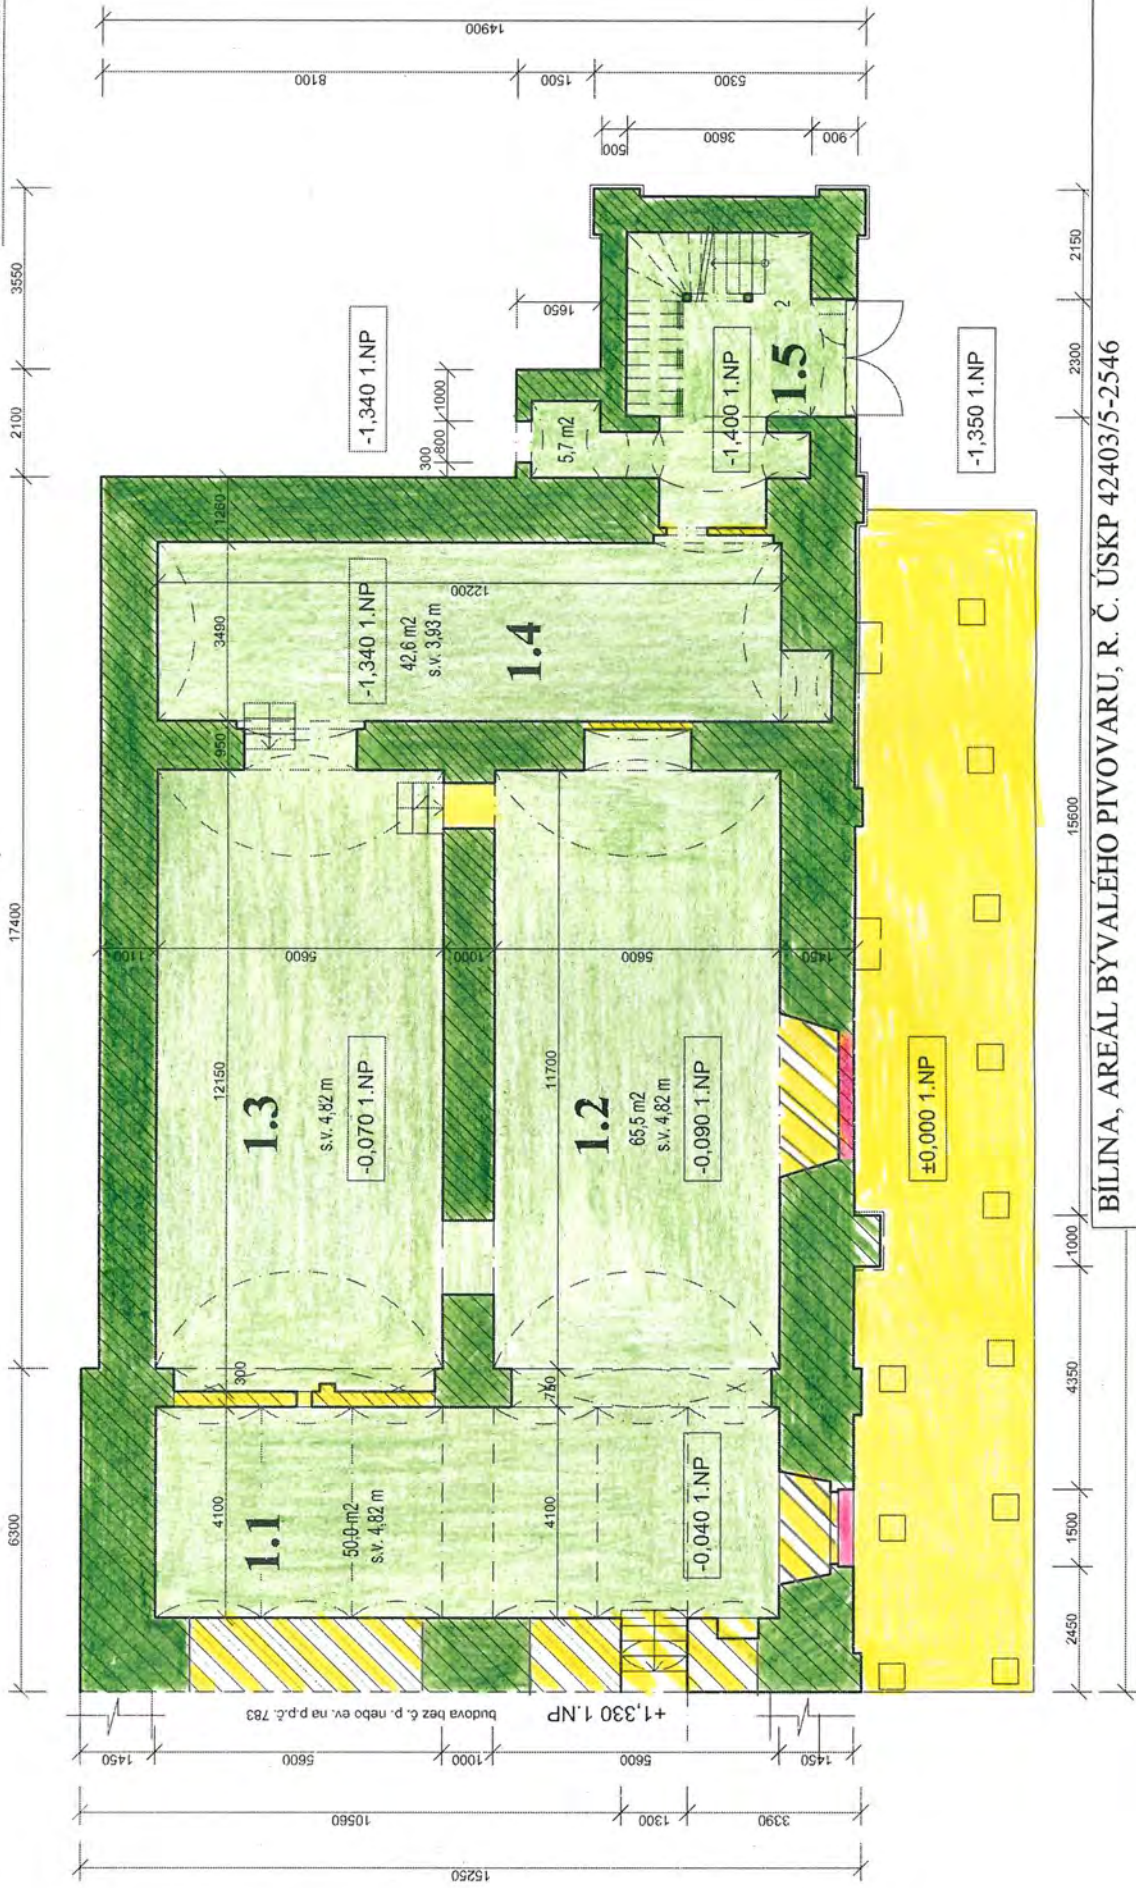 14900
8100
1500
5300
500
3600
900
3550
2100
17400
6300
1650
1000
800
300
-1,340 1.NP
5,7 m2
-1,400 1.NP
2
1.5
2150
2300
-1,350 1.NP
1260
3490
950
12200
-1,340 1.NP
42,6 m2
s.v. 3,93 m
1.4
1100
5600
1000
5600
1450
15600
12150
1.3
s.v. 4,82 m
-0,070 1.NP
11700
1.2
65,5 m2
s.v. 4,82 m
-0,090 1.NP
±0,000 1.NP
300
750
1000
4350
4100
1.1
50,0 m2
s.v. 4,82 m
4100
-0,040 1.NP
1500
2450
budova bez č. p. nebo ev. na p.p.č. 783
+1,330 1.NP
1450
5600
1000
5600
1450
10560
1300
3390
15250
BÍLINA, AREÁL BÝVALEHO PIVOVARU, R. Č. ÚSKP 42403/5-2546